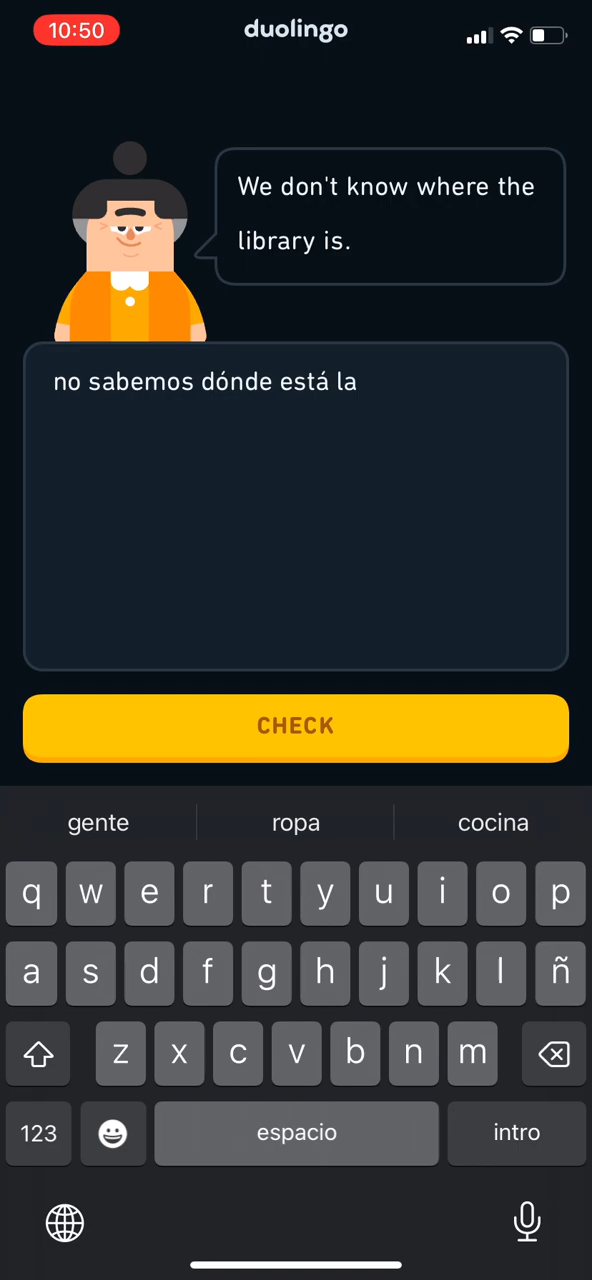 10:50
duolingo
We don't know where the
library is.
no sabemos dónde está la
CHECK
gente ropa cocina
q w e r t y u i o p
a s d f g h j k l ñ
z x c v b n m
123 espacio intro